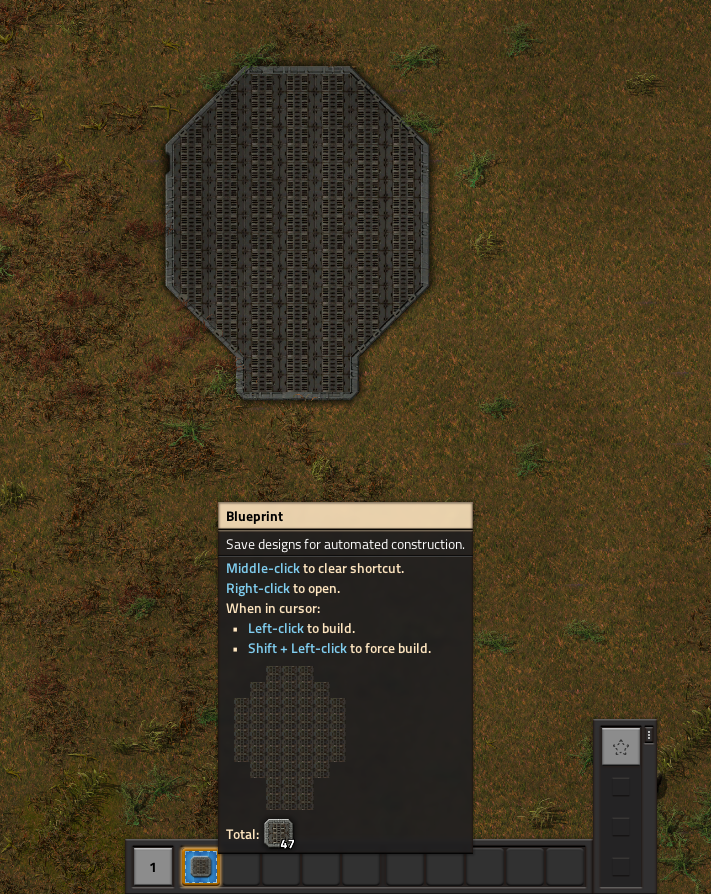 Blueprint
Save designs for automated construction.
Middle-click to clear shortcut.
Right-click to open.
When in cursor:
▪ Left-click to build.
▪ Shift + Left-click to force build.
Total: 47
1